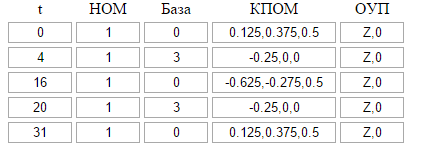 t НОМ База КПОМ ОУП
0 1 0 0.125,0.375,0.5 Z,0
4 1 3 -0.25,0,0 Z,0
16 1 0 -0.625,-0.275,0.5 Z,0
20 1 3 -0.25,0,0 Z,0
31 1 0 0.125,0.375,0.5 Z,0